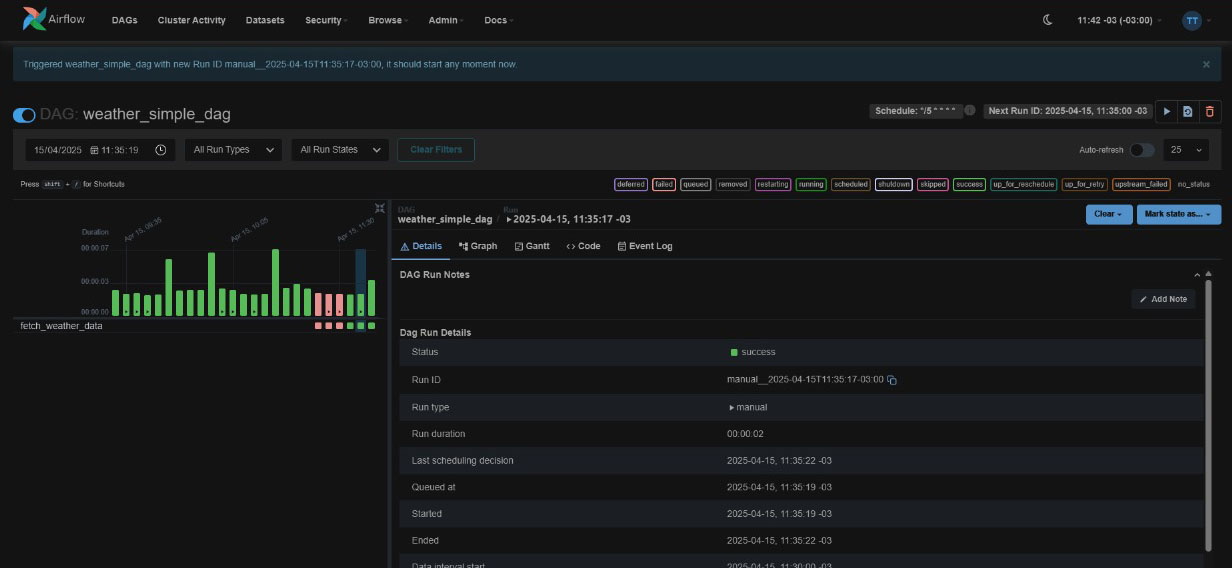 Airflow DAGs Cluster Activity Datasets Security Browse Admin Docs 11:42 -03 (-03:00) TT
Triggered weather_simple_dag with new Run ID manual__2025-04-15T11:35:17-03:00, it should start any moment now. ×
DAG: weather_simple_dag Schedule: */5 * * * * Next Run ID: 2025-04-15, 11:35:00 -03
15/04/2025 11:35:19 All Run Types All Run States Clear Filters Auto-refresh 25
Press shift + / for Shortcuts deferred failed queued removed restarting running scheduled shutdown skipped success up_for_reschedule up_for_retry upstream_failed no_status
Duration
Apr 15, 09:35 Apr 15, 10:05 Apr 15, 11:30
00:00:07
00:00:03
00:00:00
fetch_weather_data
DAG Run
weather_simple_dag / 2025-04-15, 11:35:17 -03
Clear Mark state as...
Details Graph Gantt Code Event Log
DAG Run Notes
Add Note
Dag Run Details
Status success
Run ID manual__2025-04-15T11:35:17-03:00
Run type manual
Run duration 00:00:02
Last scheduling decision 2025-04-15, 11:35:22 -03
Queued at 2025-04-15, 11:35:19 -03
Started 2025-04-15, 11:35:19 -03
Ended 2025-04-15, 11:35:22 -03
Data interval start 2025-04-15, 11:30:00 -03